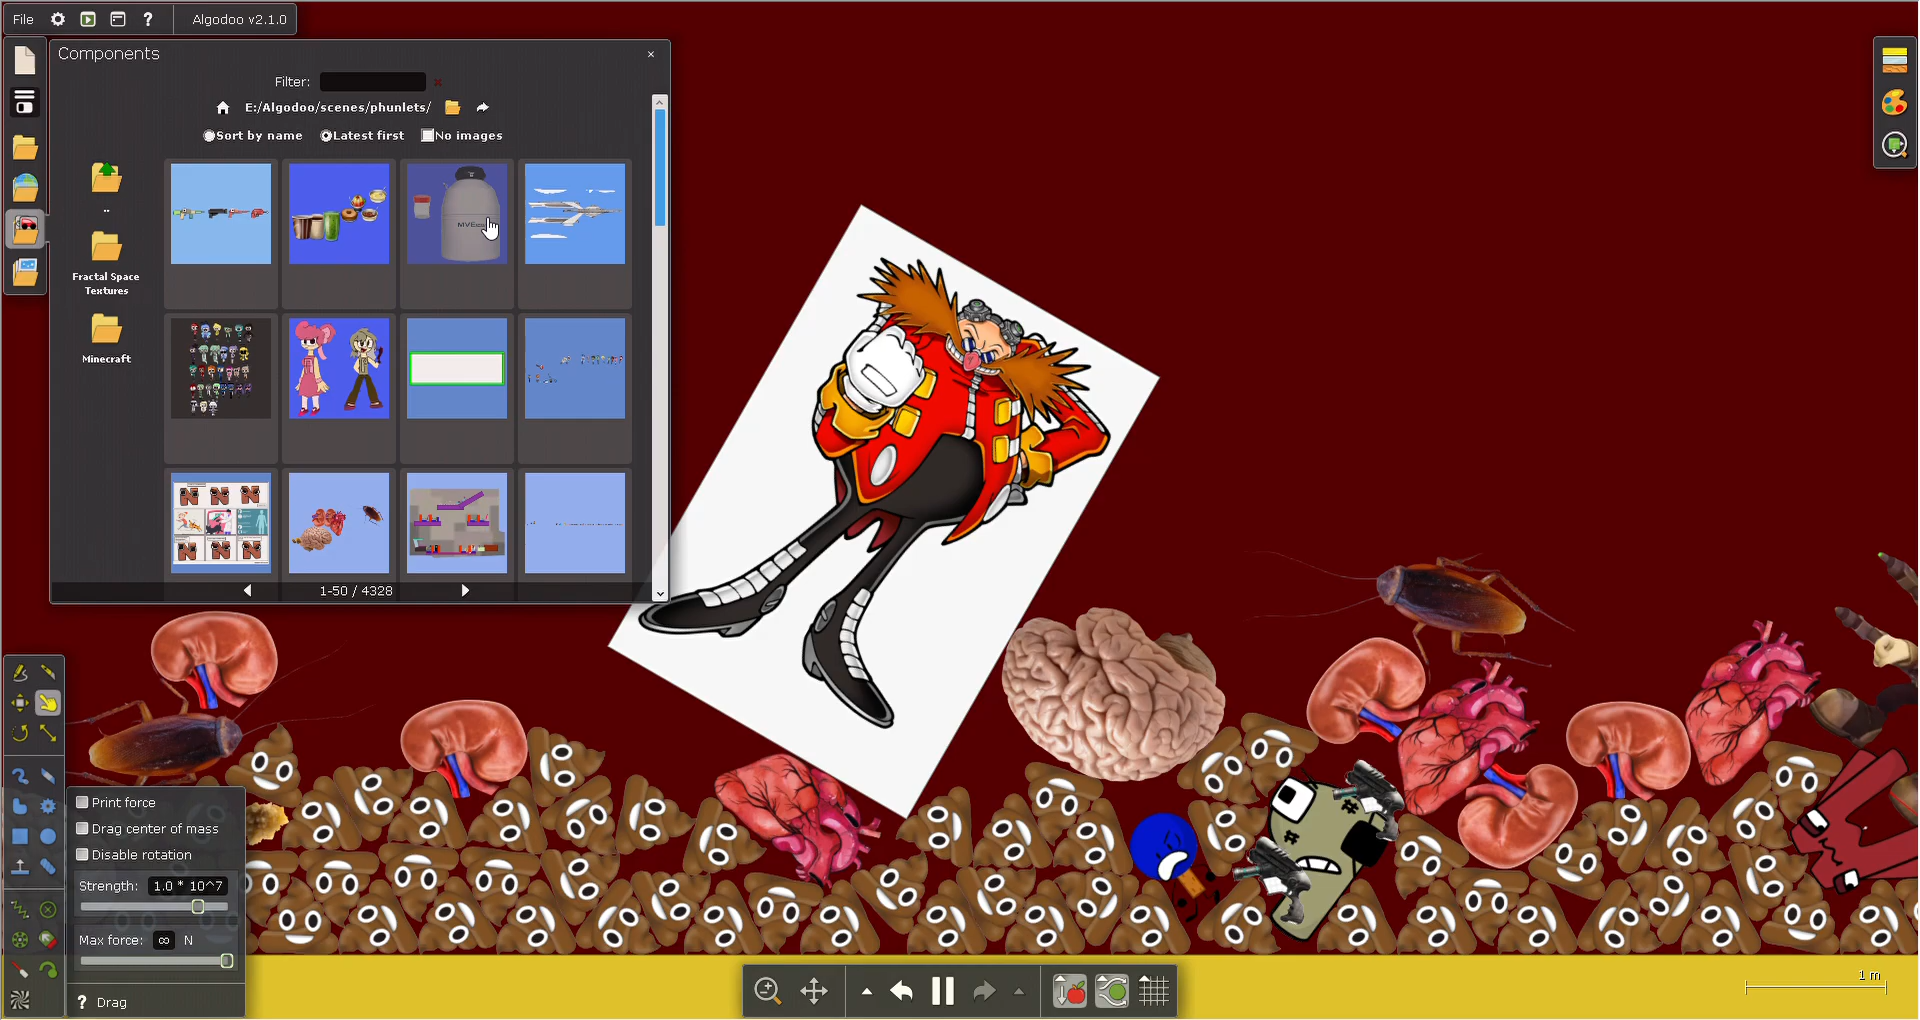 File
?
Algodoo v2.1.0
Components
×
Filter:
E:/Algodoo/scenes/phunlets/
Sort by name
Latest first
No images
..
Fractal Space
Textures
Minecraft
1-50 / 4328
Print force
Drag center of mass
Disable rotation
Strength: 1.0 * 10^7
Max force: ∞ N
? Drag
1 m